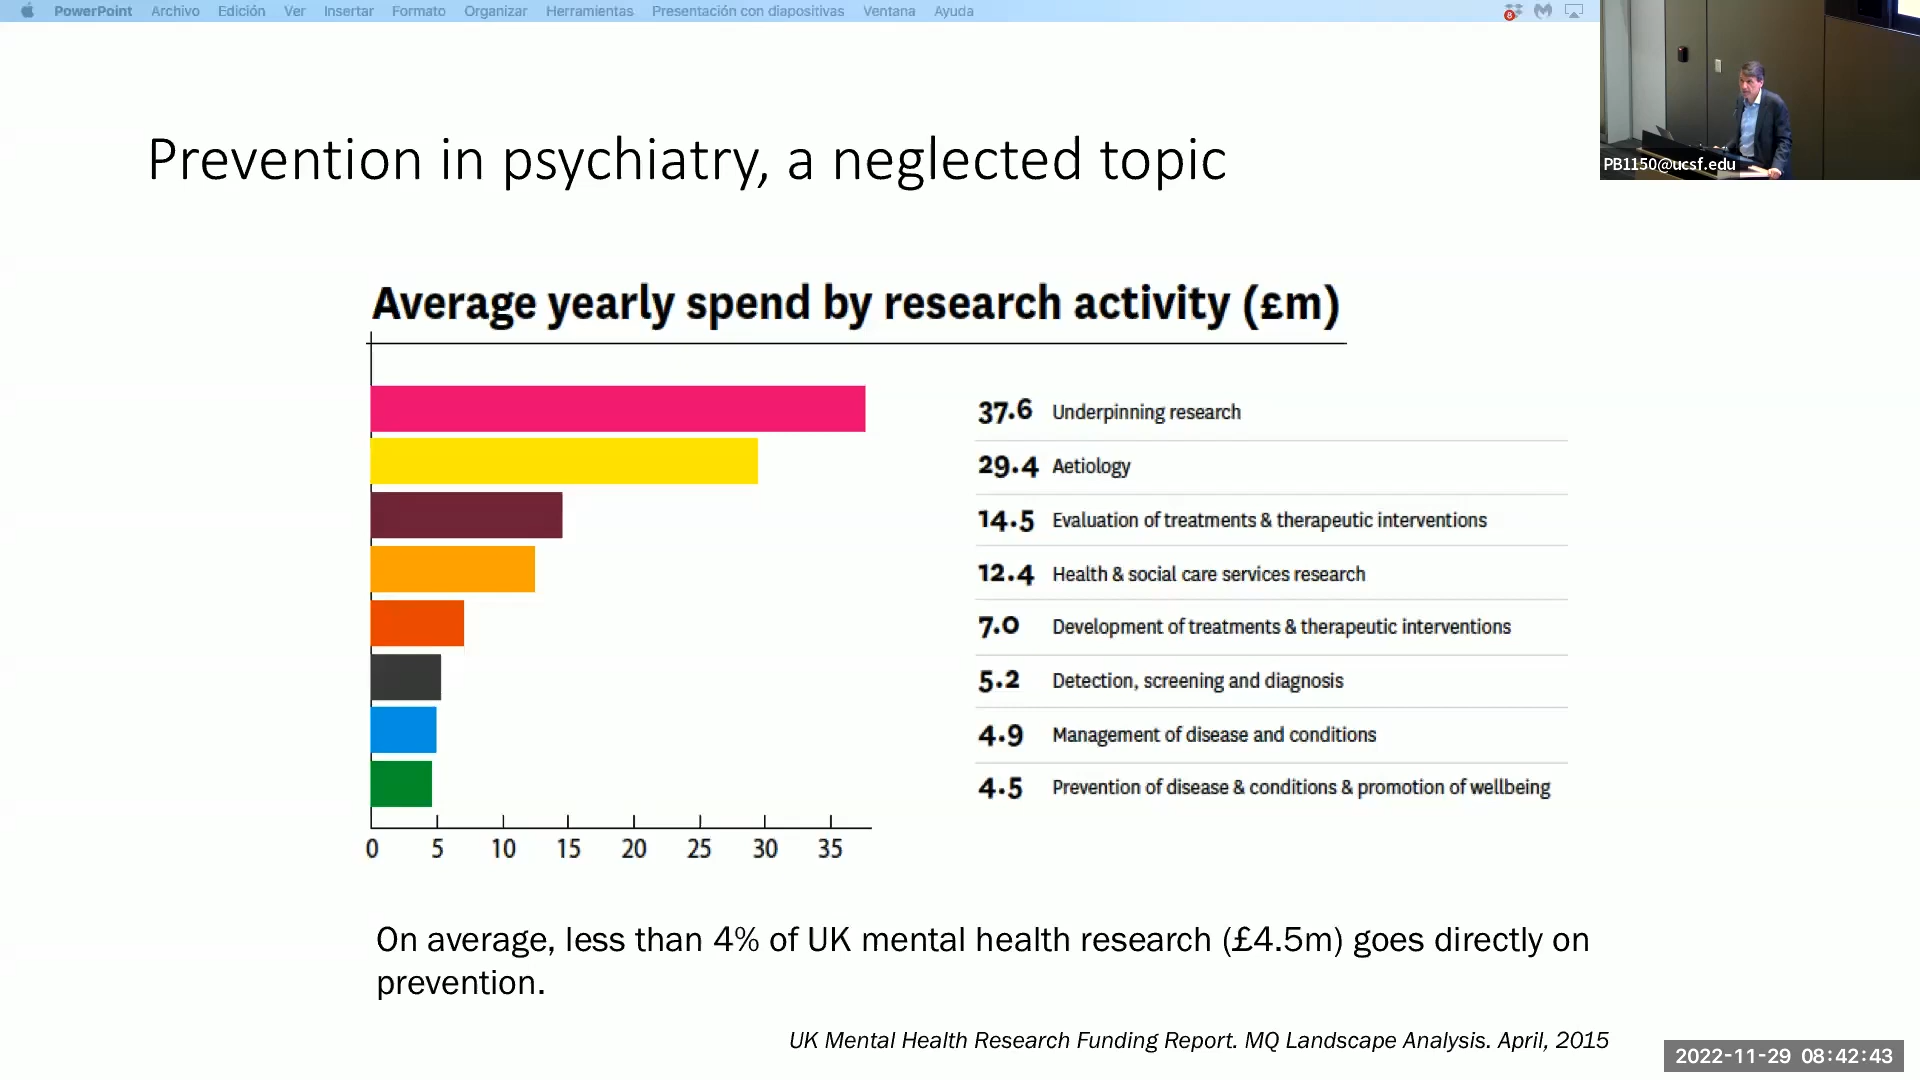 PowerPoint Archivo Edición Ver Insertar Formato Organizar Herramientas Presentación con diapositivas Ventana Ayuda
8
PB1150@ucsf.edu
Prevention in psychiatry, a neglected topic
Average yearly spend by research activity (£m)
37.6 Underpinning research
29.4 Aetiology
14.5 Evaluation of treatments & therapeutic interventions
12.4 Health & social care services research
7.0 Development of treatments & therapeutic interventions
5.2 Detection, screening and diagnosis
4.9 Management of disease and conditions
4.5 Prevention of disease & conditions & promotion of wellbeing
0 5 10 15 20 25 30 35
On average, less than 4% of UK mental health research (£4.5m) goes directly on
prevention.
UK Mental Health Research Funding Report. MQ Landscape Analysis. April, 2015
2022-11-29 08:42:43